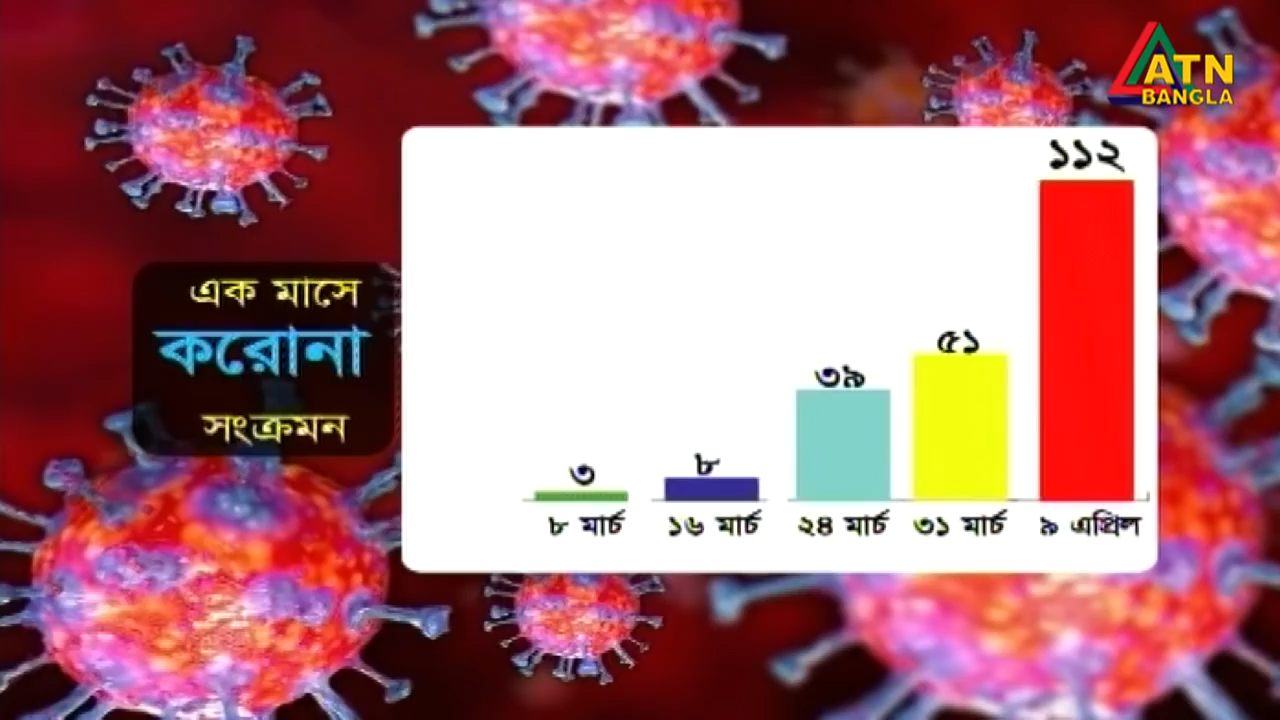 ATN
BANGLA
এক মাসে
করোনা
সংক্রমন
৩
৮
৩৯
৫১
১১২
৮ মার্চ
১৬ মার্চ
২৪ মার্চ
৩১ মার্চ
৯ এপ্রিল